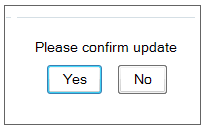 Please confirm update
Yes No